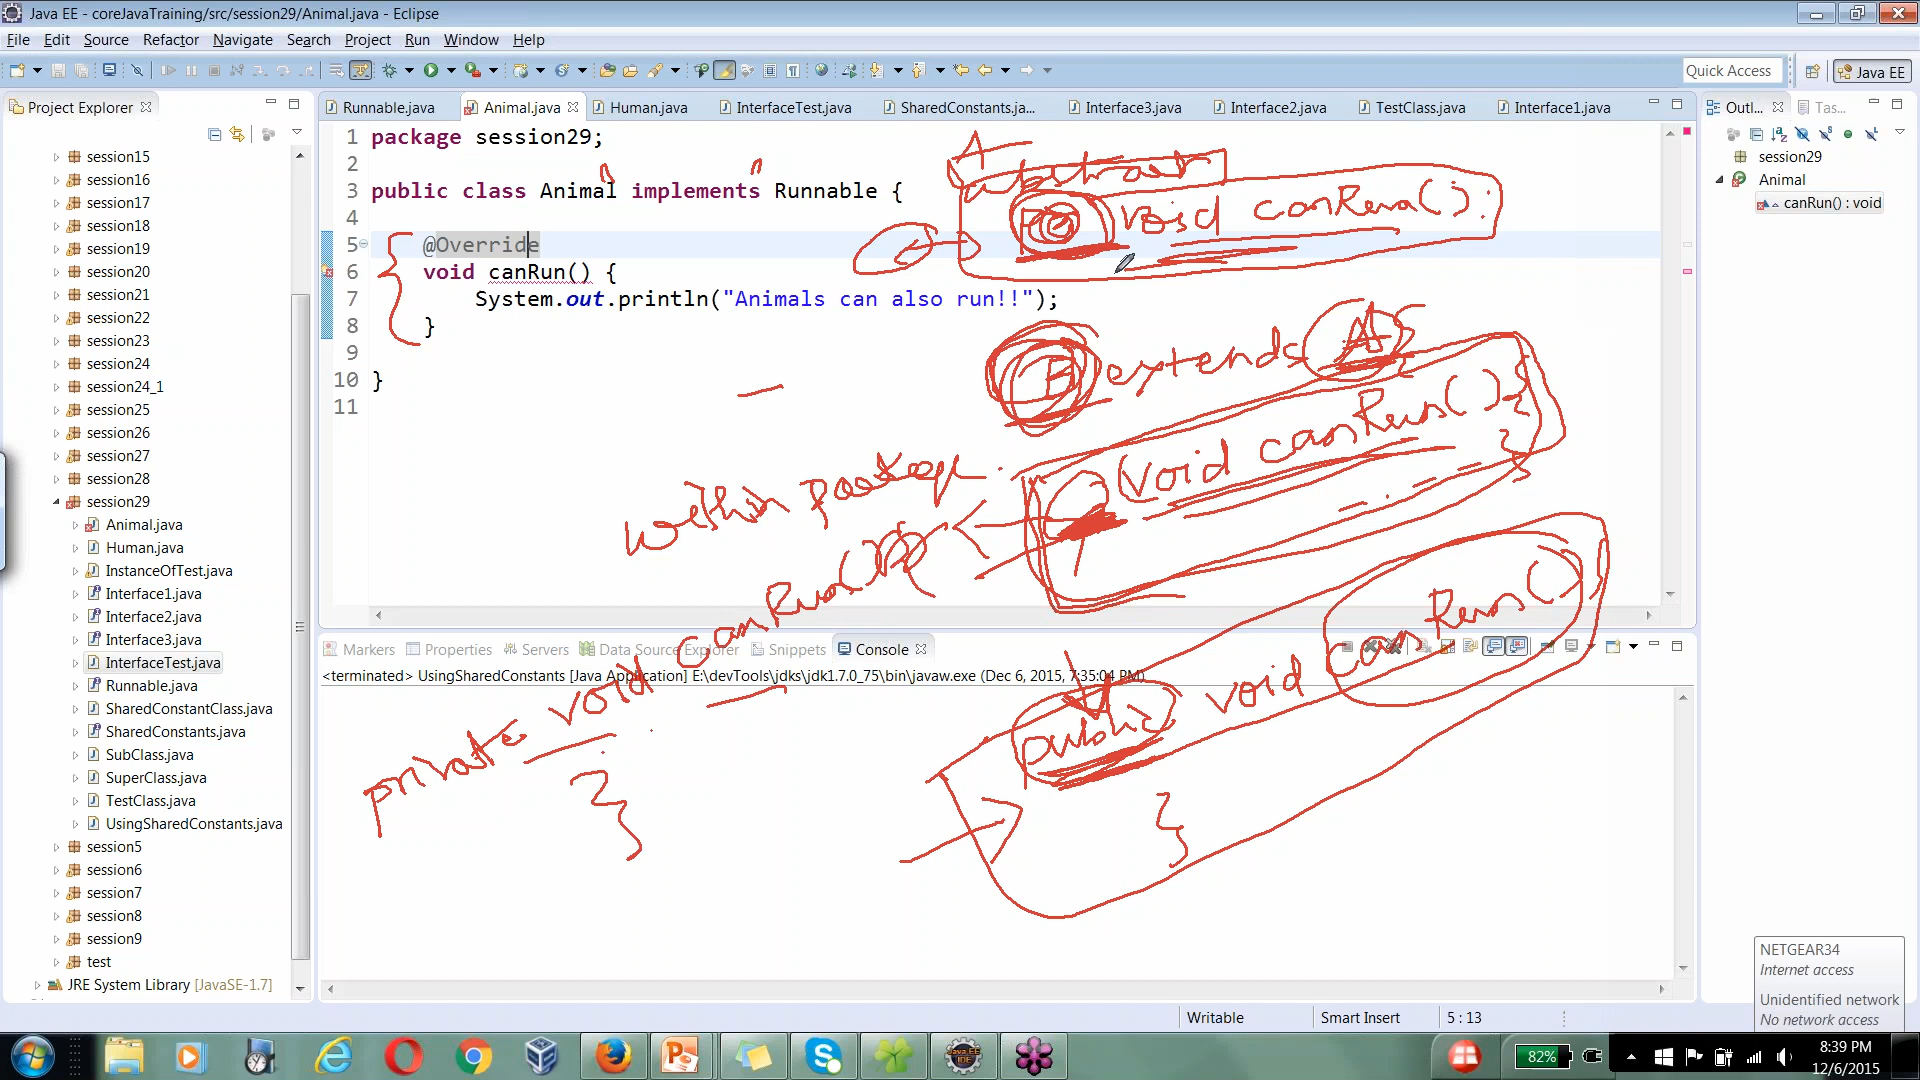 Java EE - coreJavaTraining/src/session29/Animal.java - Eclipse
File Edit Source Refactor Navigate Search Project Run Window Help
Quick Access
Java EE
Project Explorer
session15
session16
session17
session18
session19
session20
session21
session22
session23
session24
session24_1
session25
session26
session27
session28
session29
Animal.java
Human.java
InstanceOfTest.java
Interface1.java
Interface2.java
Interface3.java
InterfaceTest.java
Runnable.java
SharedConstantClass.java
SharedConstants.java
SubClass.java
SuperClass.java
TestClass.java
UsingSharedConstants.java
session5
session6
session7
session8
session9
test
JRE System Library [JavaSE-1.7]
Runnable.java Animal.java Human.java InterfaceTest.java SharedConstants.ja... Interface3.java Interface2.java TestClass.java Interface1.java
1 package session29;
2
3 public class Animal implements Runnable {
4
5 @Override
6 void canRun() {
7 System.out.println("Animals can also run!!");
8 }
9
10 }
11
A
abstract
void canRun();
B extends A {
void canRun() {
}
within package
private void canRun() {
}
public void canRun()
}
Markers Properties Servers Data Source Explorer Snippets Console
<terminated> UsingSharedConstants [Java Application] E:\devTools\jdks\jdk1.7.0_75\bin\javaw.exe (Dec 6, 2015, 7:35:04 PM)
Outl... Tas...
session29
Animal
canRun() : void
NETGEAR34
Internet access
Unidentified network
No network access
Writable Smart Insert 5 : 13
82%
8:39 PM
12/6/2015